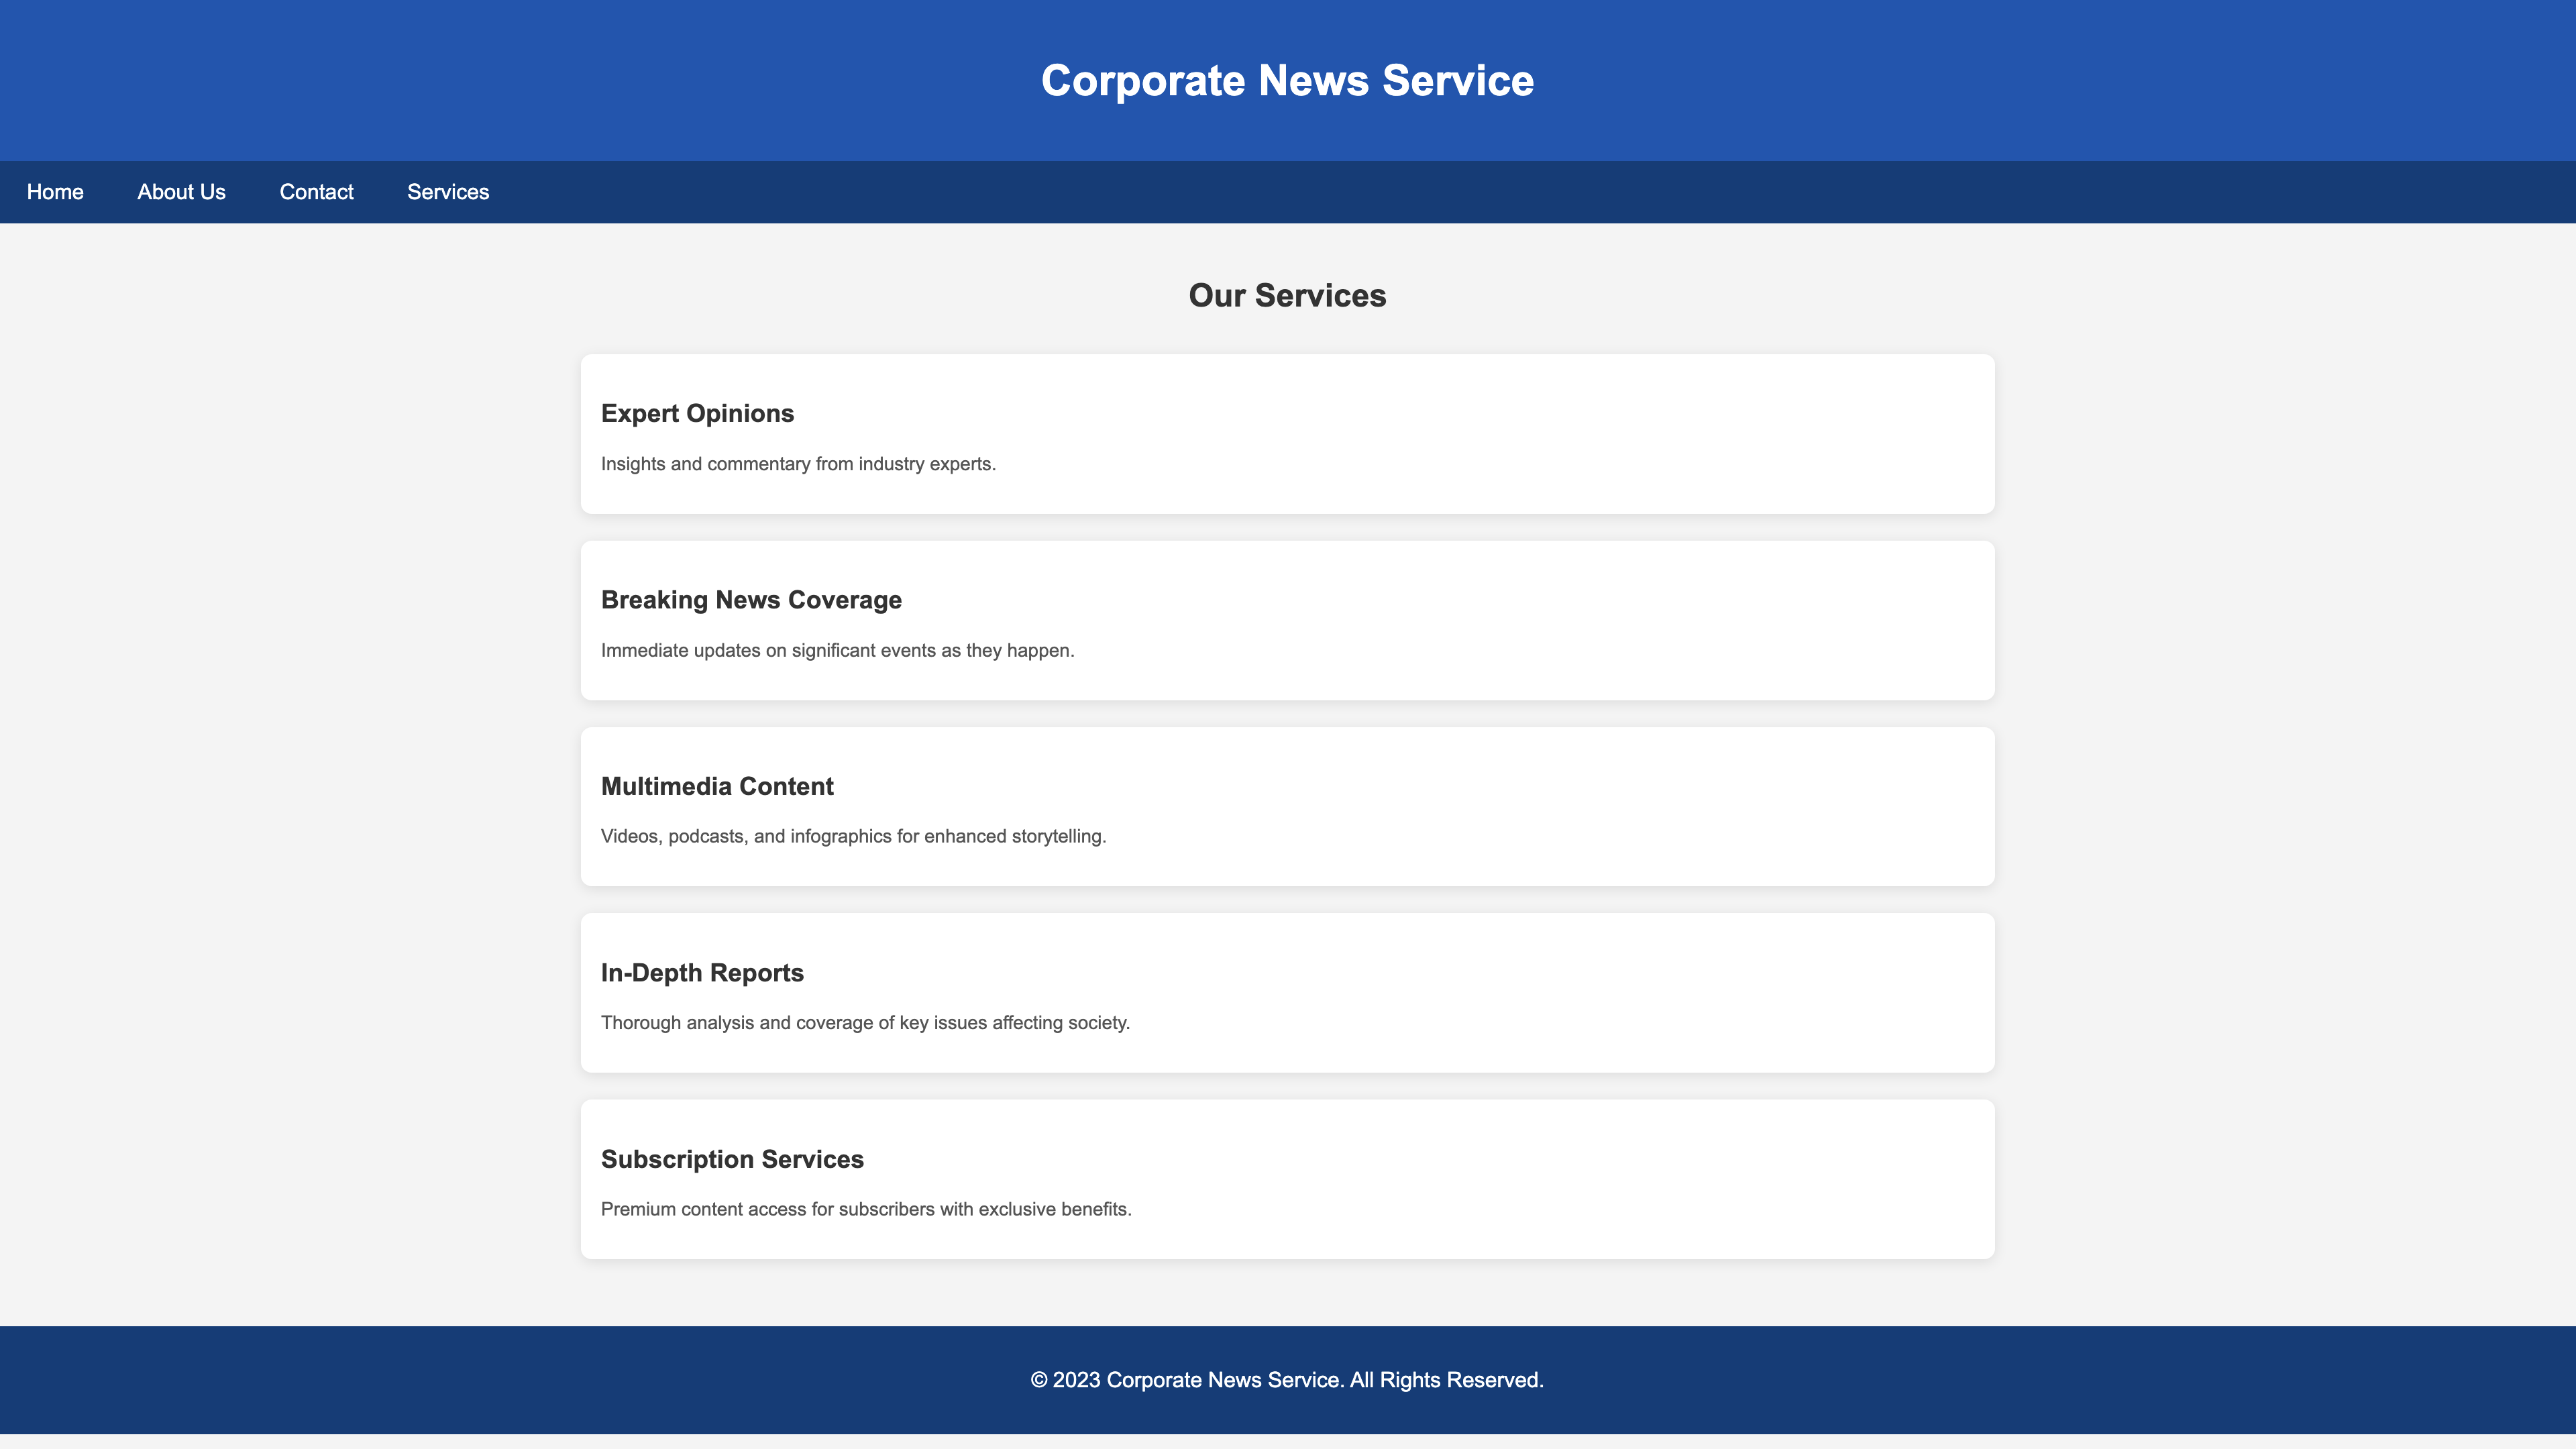 Corporate News Service
Home About Us Contact Services
Our Services
Expert Opinions
Insights and commentary from industry experts.
Breaking News Coverage
Immediate updates on significant events as they happen.
Multimedia Content
Videos, podcasts, and infographics for enhanced storytelling.
In-Depth Reports
Thorough analysis and coverage of key issues affecting society.
Subscription Services
Premium content access for subscribers with exclusive benefits.
© 2023 Corporate News Service. All Rights Reserved.